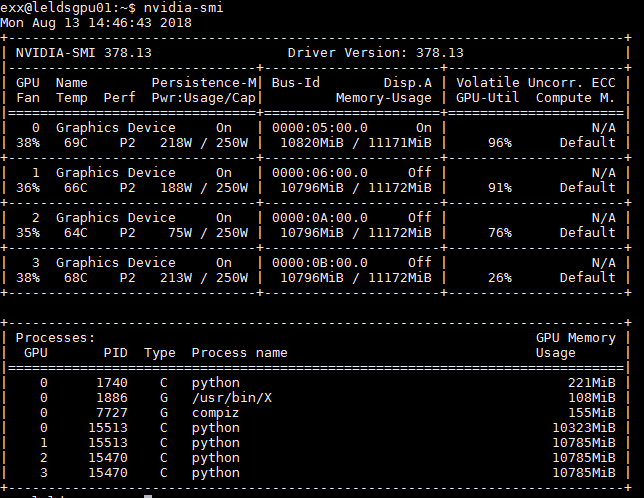 exx@leldsgpu01:~$ nvidia-smi
Mon Aug 13 14:46:43 2018
+-----------------------------------------------------------------------------+
| NVIDIA-SMI 378.13                 Driver Version: 378.13                    |
|-------------------------------+----------------------+----------------------+
| GPU  Name        Persistence-M| Bus-Id        Disp.A | Volatile Uncorr. ECC |
| Fan  Temp  Perf  Pwr:Usage/Cap|         Memory-Usage | GPU-Util  Compute M. |
|===============================+======================+======================|
|   0  Graphics Device     On   | 0000:05:00.0      On |                  N/A |
| 38%   69C    P2   218W / 250W |  10820MiB / 11171MiB |     96%      Default |
+-------------------------------+----------------------+----------------------+
|   1  Graphics Device     On   | 0000:06:00.0     Off |                  N/A |
| 36%   66C    P2   188W / 250W |  10796MiB / 11172MiB |     91%      Default |
+-------------------------------+----------------------+----------------------+
|   2  Graphics Device     On   | 0000:0A:00.0     Off |                  N/A |
| 35%   64C    P2    75W / 250W |  10796MiB / 11172MiB |     76%      Default |
+-------------------------------+----------------------+----------------------+
|   3  Graphics Device     On   | 0000:0B:00.0     Off |                  N/A |
| 38%   68C    P2   213W / 250W |  10796MiB / 11172MiB |     26%      Default |
+-------------------------------+----------------------+----------------------+
+-----------------------------------------------------------------------------+
| Processes:                                                       GPU Memory |
|  GPU       PID  Type  Process name                               Usage      |
|=============================================================================|
|    0      1740    C   python                                         221MiB |
|    0      1886    G   /usr/bin/X                                     108MiB |
|    0      7727    G   compiz                                         155MiB |
|    0     15513    C   python                                       10323MiB |
|    1     15513    C   python                                       10785MiB |
|    2     15470    C   python                                       10785MiB |
|    3     15470    C   python                                       10785MiB |
+-----------------------------------------------------------------------------+